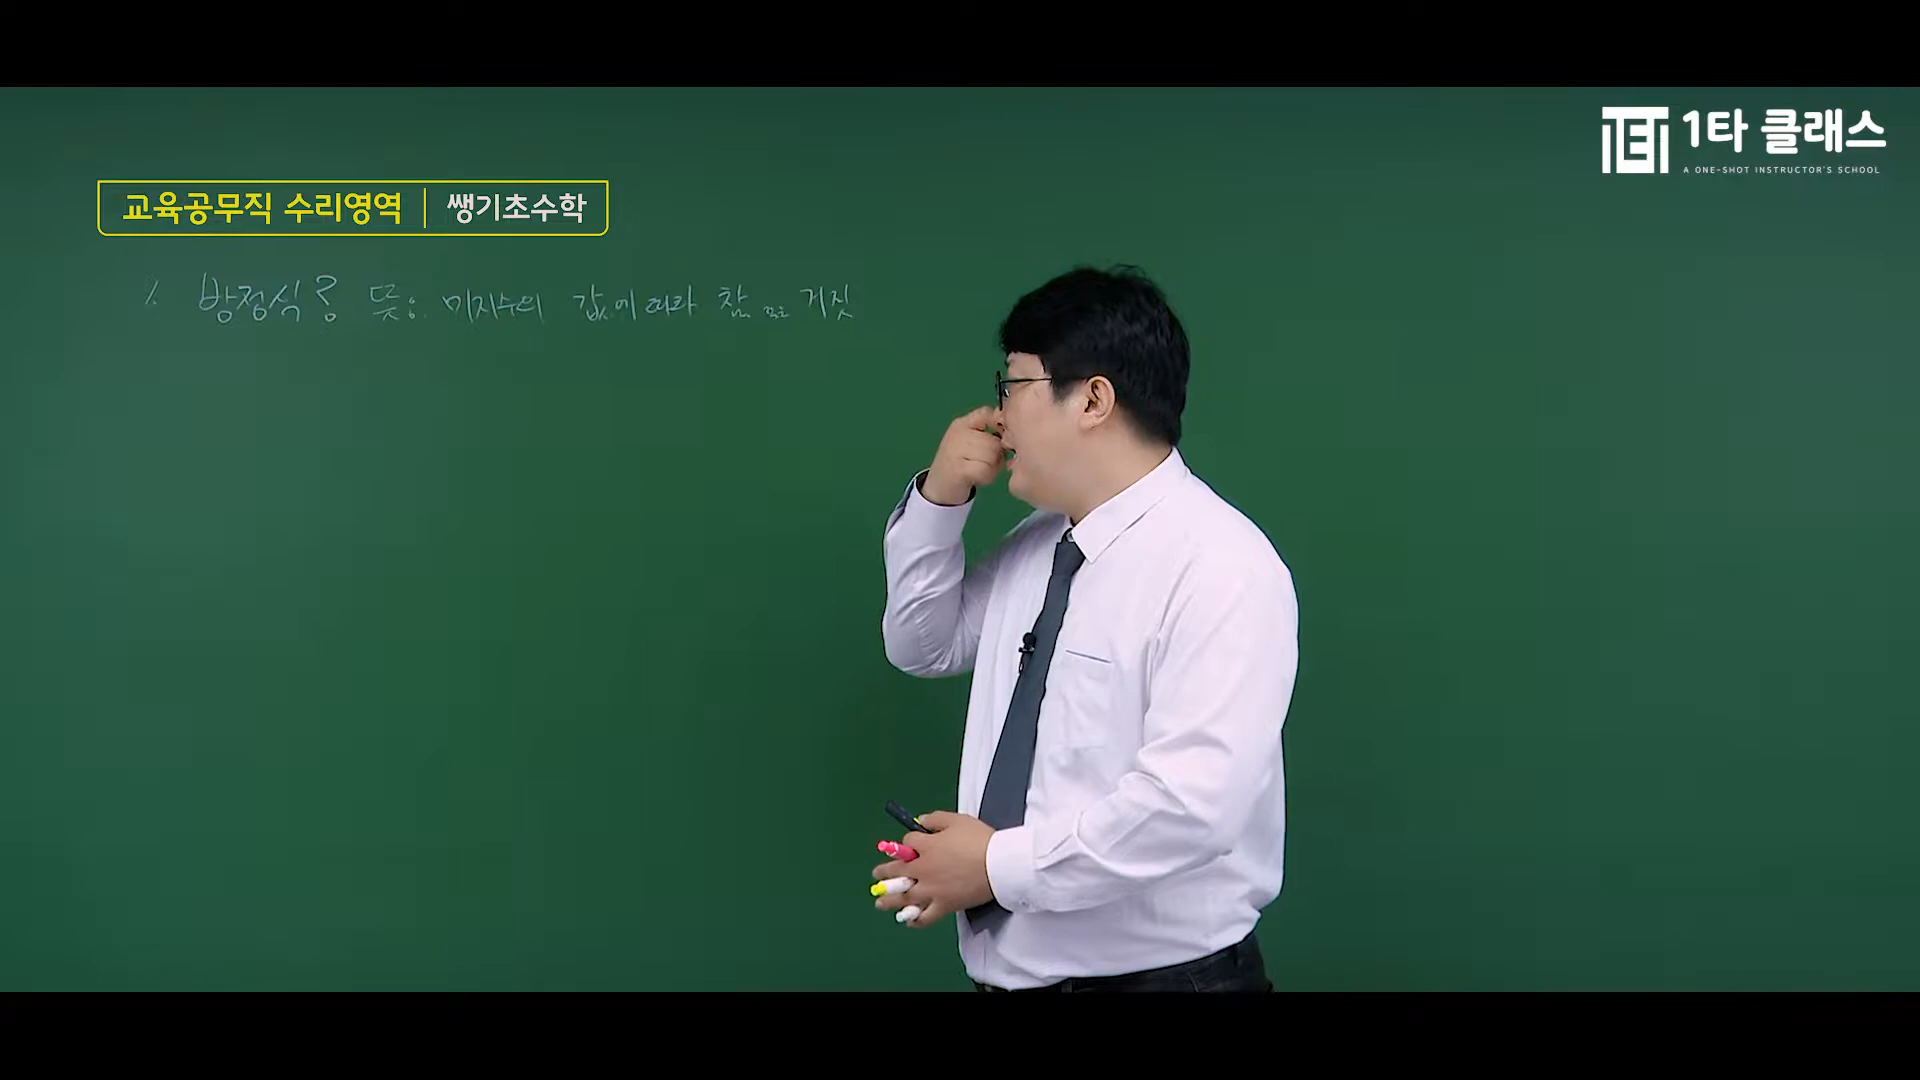 1타 클래스
A ONE-SHOT INSTRUCTOR'S SCHOOL
교육공무직 수리영역 | 쌩기초수학
1. 방정식? 뜻: 미지수의 값에 따라 참 또는 거짓